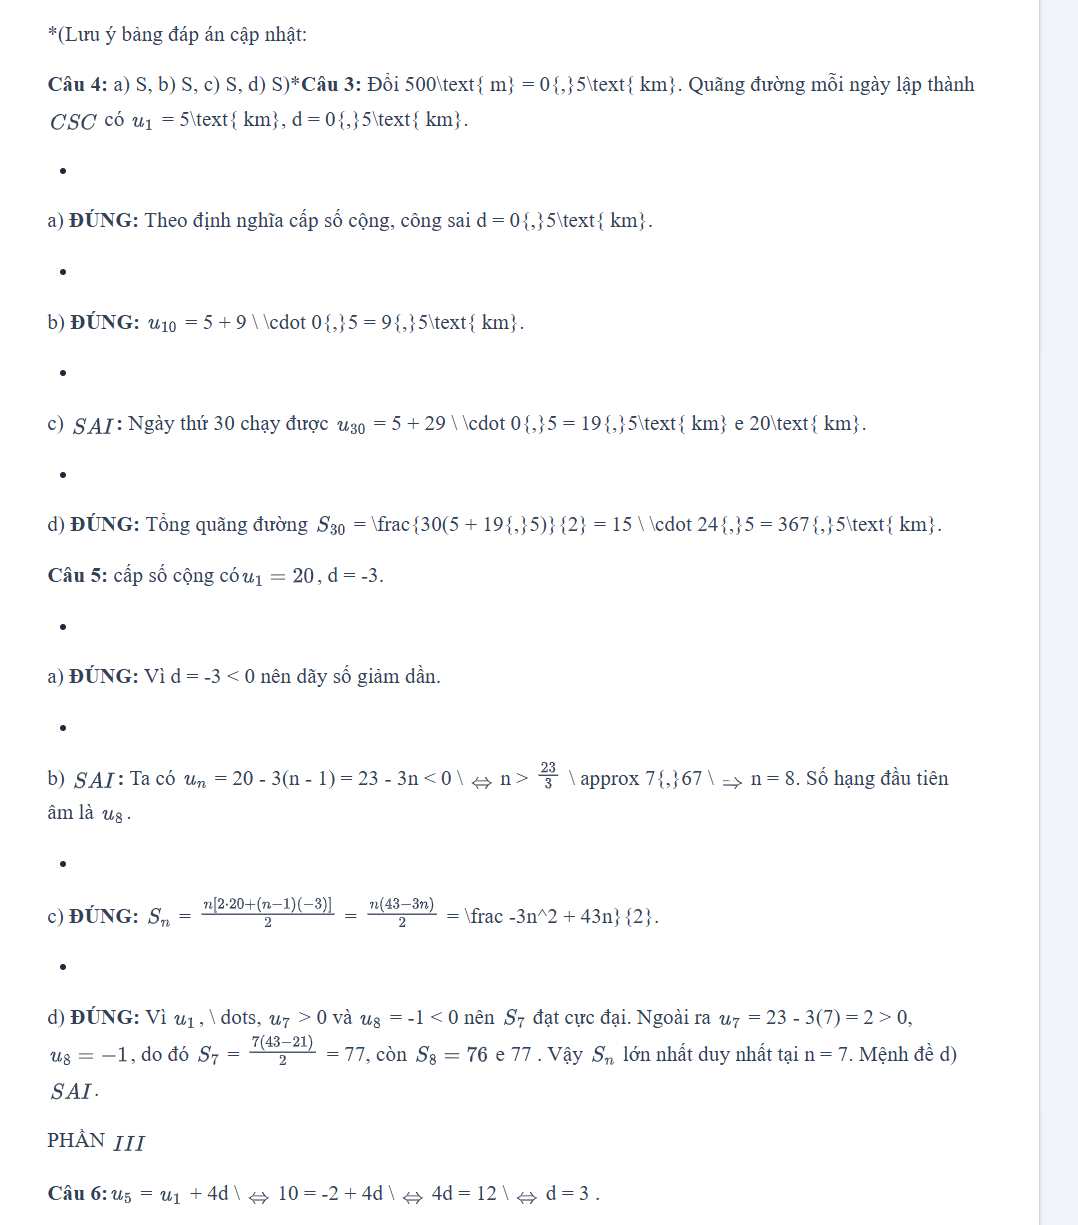 *(Lưu ý bảng đáp án cập nhật:
Câu 4: a) S, b) S, c) S, d) S)*Câu 3: Đổi 500\text{ m} = 0{,}5\text{ km}. Quãng đường mỗi ngày lập thành
CSC có u₁ = 5\text{ km}, d = 0{,}5\text{ km}.
•
a) ĐÚNG: Theo định nghĩa cấp số cộng, công sai d = 0{,}5\text{ km}.
•
b) ĐÚNG: u₁₀ = 5 + 9 \ \cdot 0{,}5 = 9{,}5\text{ km}.
•
c) SAI: Ngày thứ 30 chạy được u₃₀ = 5 + 29 \ \cdot 0{,}5 = 19{,}5\text{ km} e 20\text{ km}.
•
d) ĐÚNG: Tổng quãng đường S₃₀ = \frac{30(5 + 19{,}5)}{2} = 15 \ \cdot 24{,}5 = 367{,}5\text{ km}.
Câu 5: cấp số cộng có u₁ = 20, d = -3.
•
a) ĐÚNG: Vì d = -3 < 0 nên dãy số giảm dần.
•
b) SAI: Ta có uₙ = 20 - 3(n - 1) = 23 - 3n < 0 \ ⇔ n > 23/3 \ approx 7{,}67 \ ⇒ n = 8. Số hạng đầu tiên
âm là u₈.
•
c) ĐÚNG: Sₙ = n[2·20+(n−1)(−3)]/2 = n(43−3n)/2 = \frac -3n^2 + 43n}{2}.
•
d) ĐÚNG: Vì u₁, \ dots, u₇ > 0 và u₈ = -1 < 0 nên S₇ đạt cực đại. Ngoài ra u₇ = 23 - 3(7) = 2 > 0,
u₈ = −1, do đó S₇ = 7(43−21)/2 = 77, còn S₈ = 76 e 77 . Vậy Sₙ lớn nhất duy nhất tại n = 7. Mệnh đề d)
SAI.
PHẦN III
Câu 6: u₅ = u₁ + 4d \ ⇔ 10 = -2 + 4d \ ⇔ 4d = 12 \ ⇔ d = 3 .